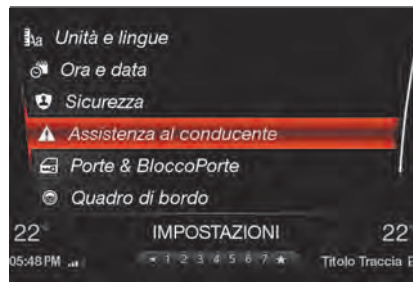 Unità e lingue
Ora e data
Sicurezza
Assistenza al conducente
Porte & BloccoPorte
Quadro di bordo
22° IMPOSTAZIONI 22
05:48 PM 1 2 3 4 5 6 7 Titolo Traccia E